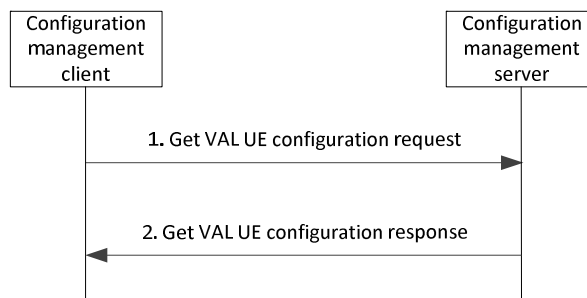 Configuration
management
client
Configuration
management
server
1. Get VAL UE configuration request
2. Get VAL UE configuration response